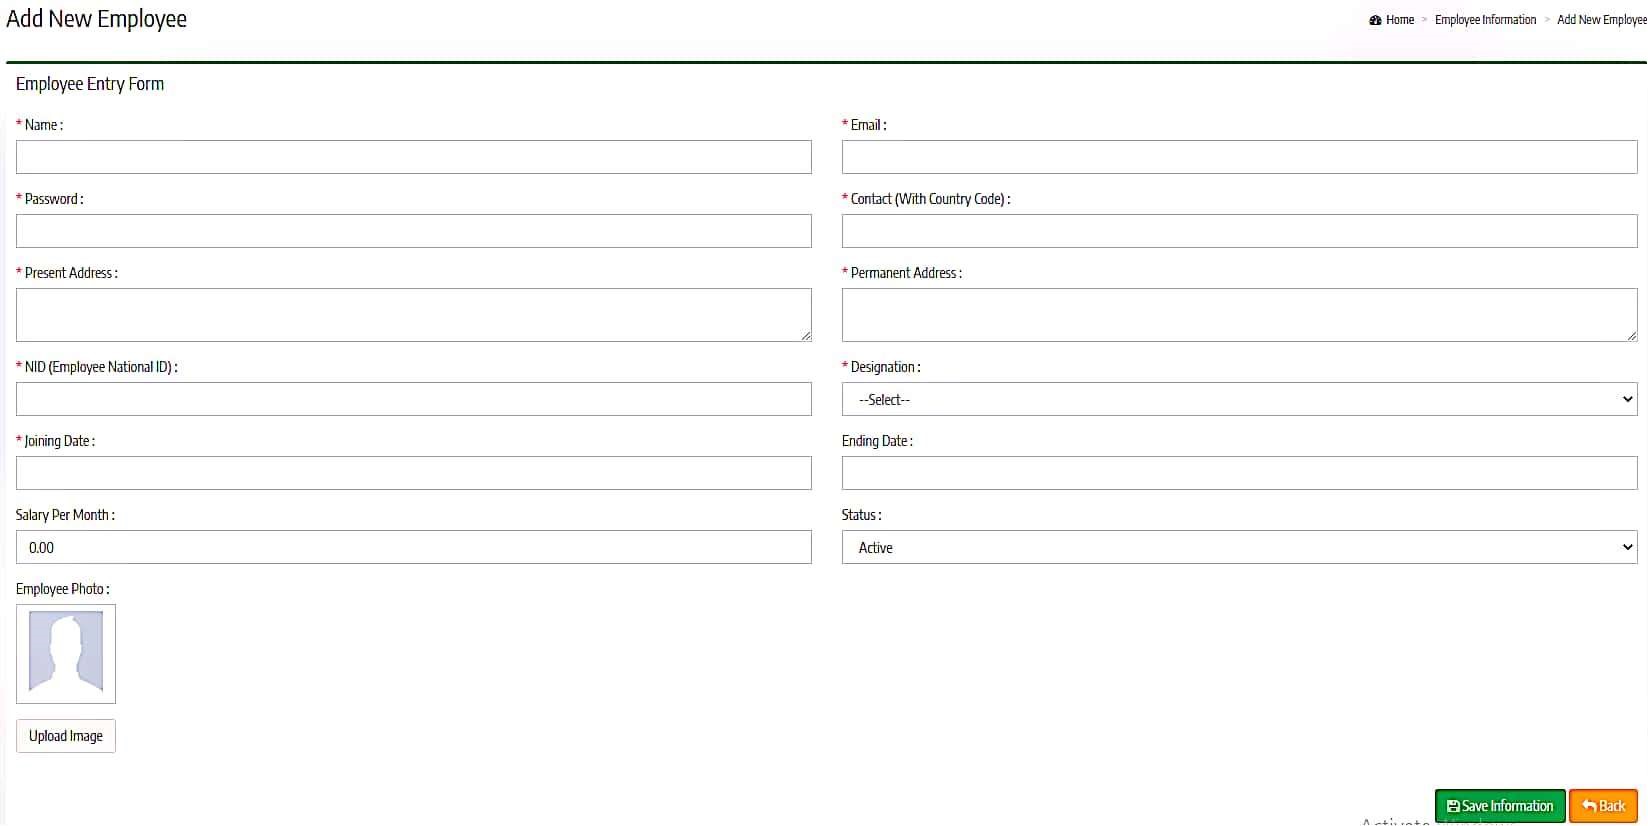 Add New Employee
Home > Employee Information > Add New Employee
Employee Entry Form
* Name :
* Email :
* Password :
* Contact (With Country Code) :
* Present Address :
* Permanent Address :
* NID (Employee National ID) :
* Designation :
--Select--
* Joining Date :
Ending Date :
Salary Per Month :
Status :
0.00
Active
Employee Photo :
Upload Image
Save Information
Back